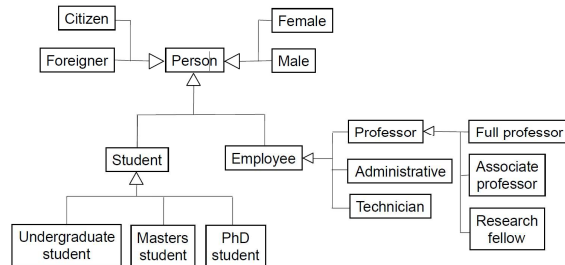 Citizen
Female
Foreigner
Person
Male
Professor
Full professor
Student
Employee
Administrative
Associate
professor
Technician
Research
fellow
Undergraduate
student
Masters
student
PhD
student